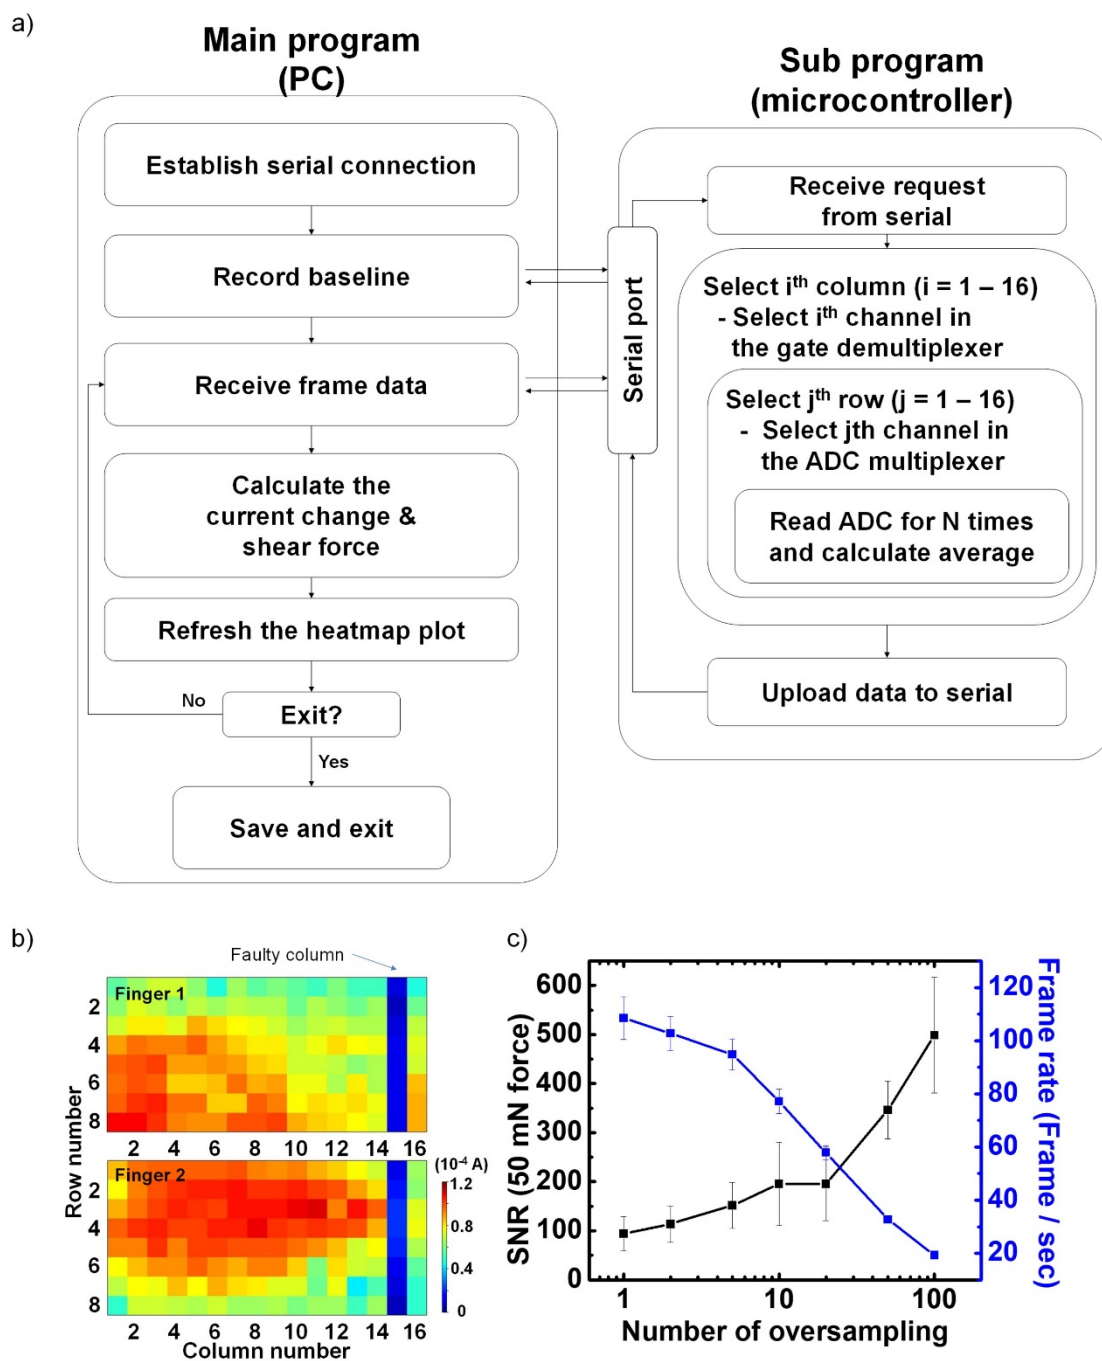 a)
Main program
(PC)
Establish serial connection
Record baseline
Receive frame data
Calculate the
current change &
shear force
Refresh the heatmap plot
No
Exit?
Yes
Save and exit
Serial port
Sub program
(microcontroller)
Receive request
from serial
Select ith column (i = 1 – 16)
- Select ith channel in
the gate demultiplexer
Select jth row (j = 1 – 16)
- Select jth channel in
the ADC multiplexer
Read ADC for N times
and calculate average
Upload data to serial
b)
Faulty column
Finger 1
2
4
6
8
2 4 6 8 10 12 14 16
Row number
Finger 2
2
4
6
8
2 4 6 8 10 12 14 16
Column number
(10-4 A)
1.2
0.8
0.4
0
c)
SNR (50 mN force)
600
500
400
300
200
100
0
1 10 100
Number of oversampling
120
100
80
60
40
20
Frame rate (Frame / sec)